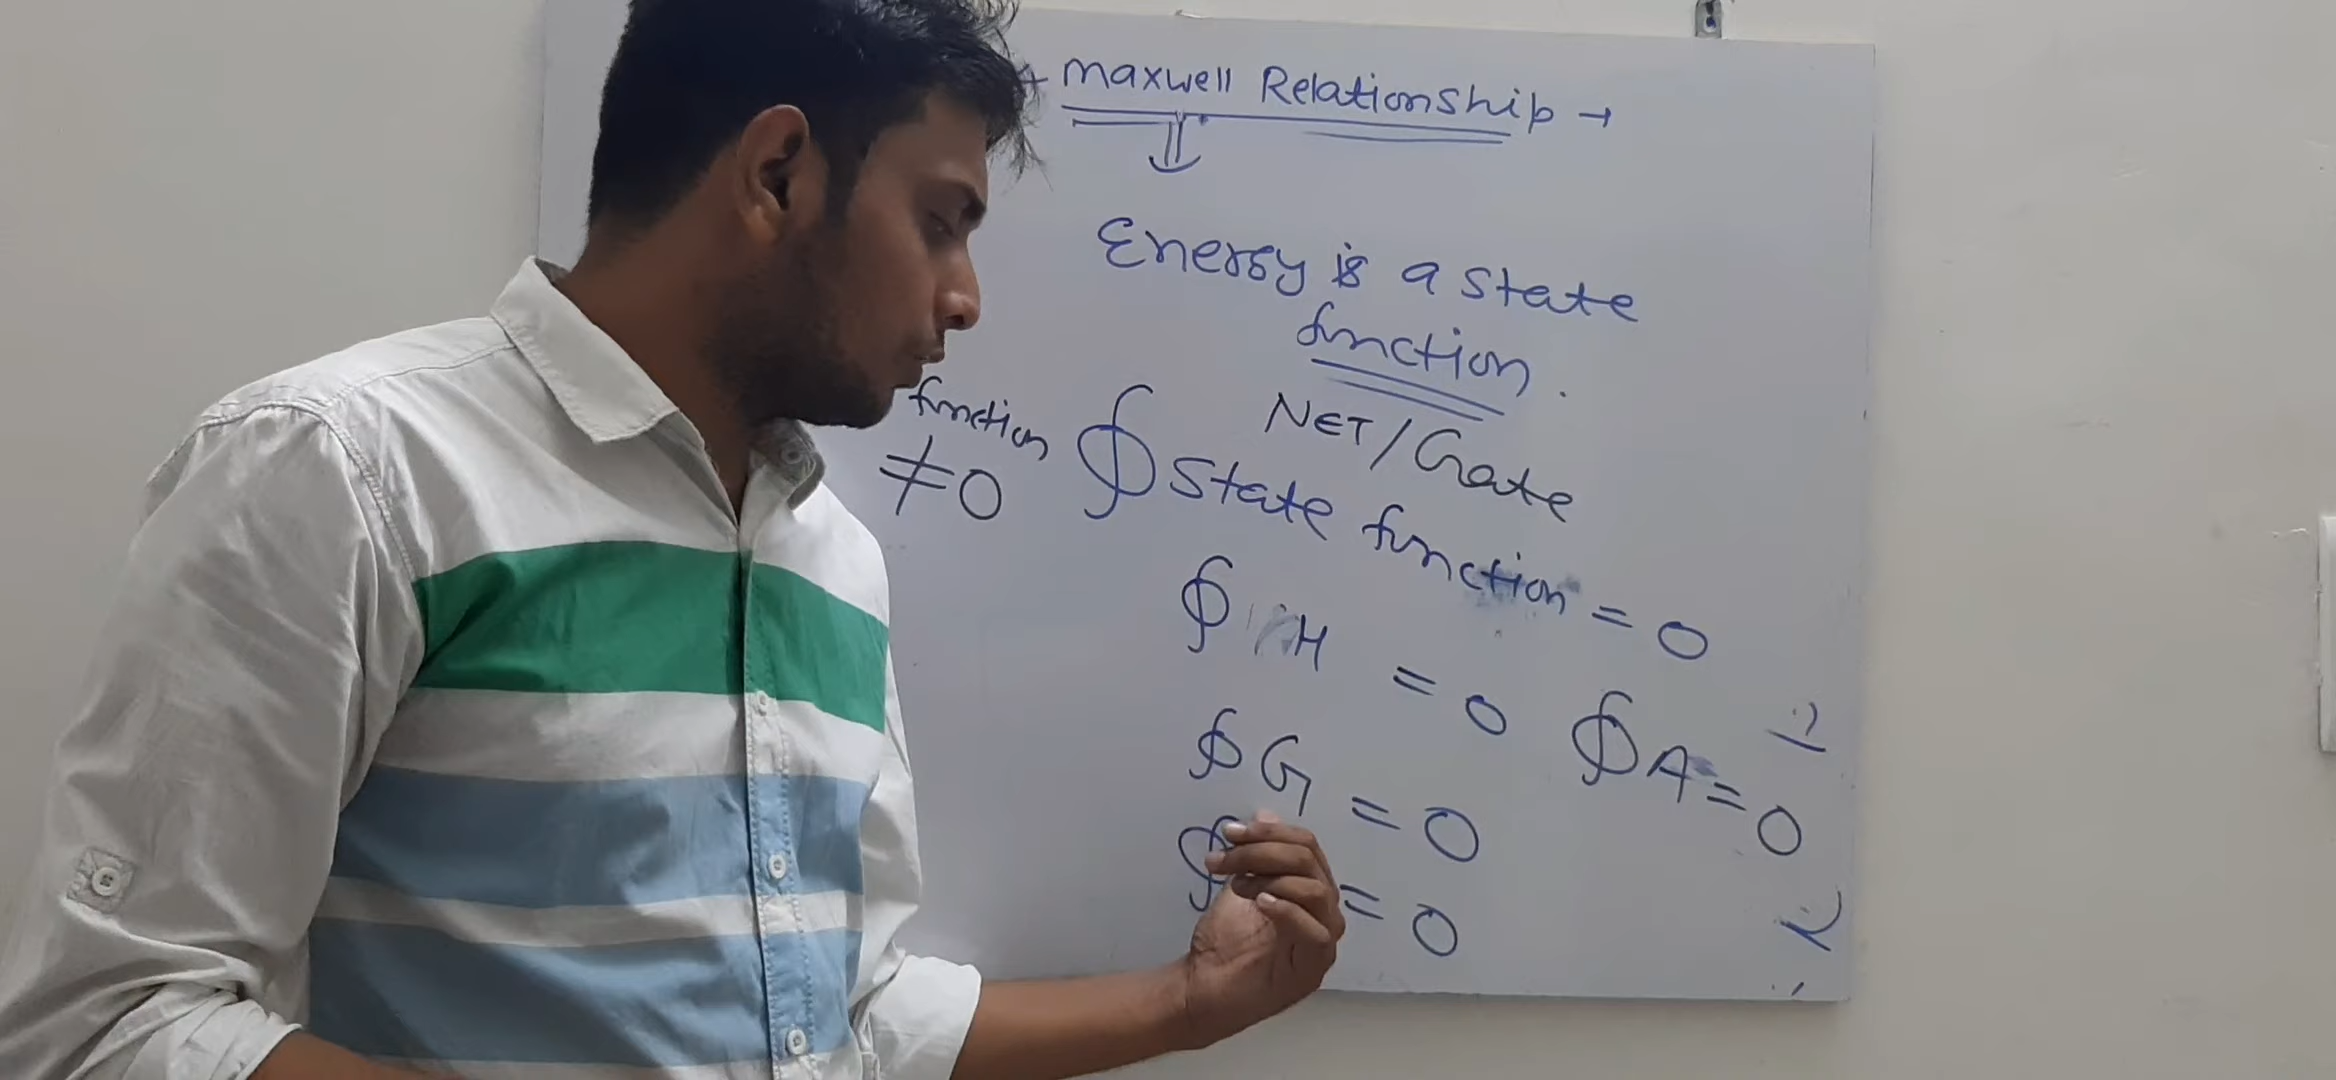 + Maxwell Relationship →
Energy is a state
function.
NET/Gate
function
≠0
∮ State function = 0
∮ H = 0
∮ A = 0
∮ G = 0
∮ = 0